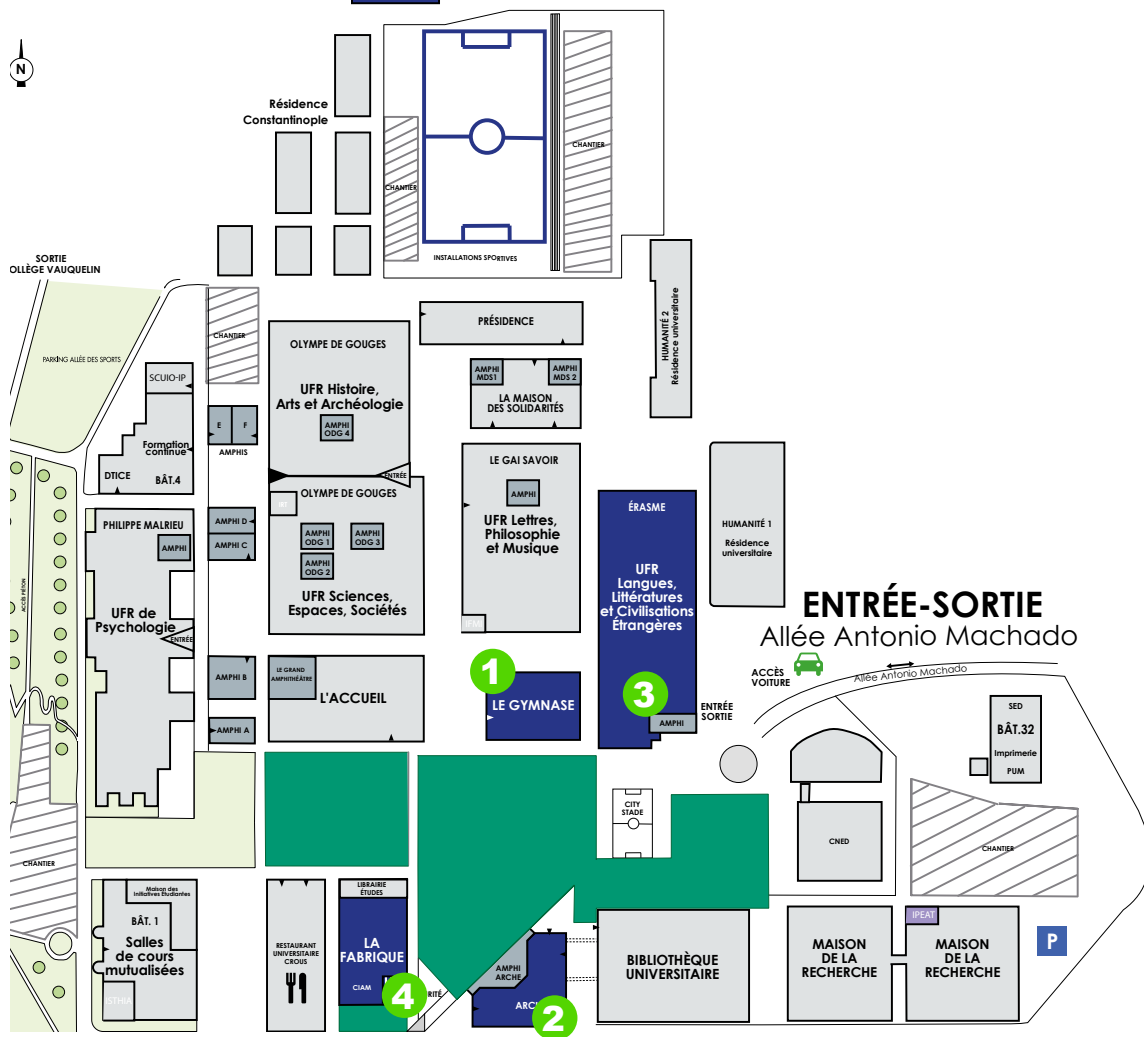 N
Résidence
Constantinople
CHANTIER
CHANTIER
INSTALLATIONS SPORTIVES
SORTIE
OLLÈGE VAUQUELIN
PARKING ALLÉE DES SPORTS
CHANTIER
SCUIO-IP
Formation
continue
DTICE
BÂT.4
E
F
AMPHIS
OLYMPE DE GOUGES
UFR Histoire,
Arts et Archéologie
AMPHI
ODG 4
ENTRÉE
PRÉSIDENCE
AMPHI
MDS1
AMPHI
MDS 2
LA MAISON
DES SOLIDARITÉS
HUMANITÉ 2
Résidence universitaire
PHILIPPE MALRIEU
AMPHI
UFR de
Psychologie
ENTRÉE
ACCÈS PIÉTON
AMPHI D
AMPHI C
OLYMPE DE GOUGES
AMPHI
ODG 1
AMPHI
ODG 3
AMPHI
ODG 2
UFR Sciences,
Espaces, Sociétés
LE GAI SAVOIR
AMPHI
UFR Lettres,
Philosophie
et Musique
ÉRASME
UFR
Langues,
Littératures
et Civilisations
Étrangères
HUMANITÉ 1
Résidence
universitaire
ENTRÉE-SORTIE
Allée Antonio Machado
ACCÈS
VOITURE
Allée Antonio Machado
AMPHI B
AMPHI A
LE GRAND
AMPHITHÉÂTRE
L'ACCUEIL
1
LE GYMNASE
3
AMPHI
ENTRÉE
SORTIE
SED
BÂT.32
Imprimerie
PUM
CITY
STADE
CNED
CHANTIER
CHANTIER
Maison des
Initiatives Étudiantes
BÂT. 1
Salles
de cours
mutualisées
ISTHIA
RESTAURANT
UNIVERSITAIRE
CROUS
LIBRAIRIE
ÉTUDES
LA
FABRIQUE
CIAM
4
RITÉ
AMPHI
ARCHE
ARC
2
BIBLIOTHÈQUE
UNIVERSITAIRE
MAISON
DE LA
RECHERCHE
IPEAT
MAISON
DE LA
RECHERCHE
P